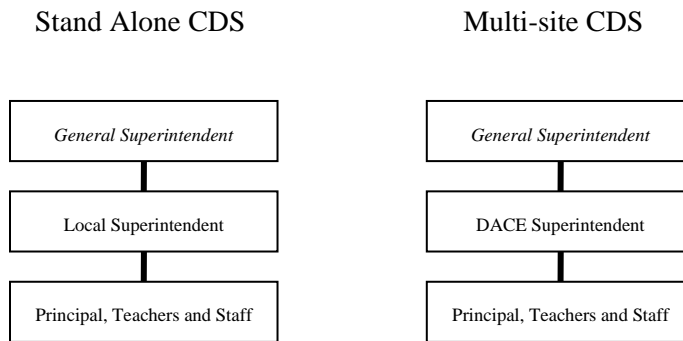 Stand Alone CDS
Multi-site CDS
General Superintendent
General Superintendent
Local Superintendent
DACE Superintendent
Principal, Teachers and Staff
Principal, Teachers and Staff